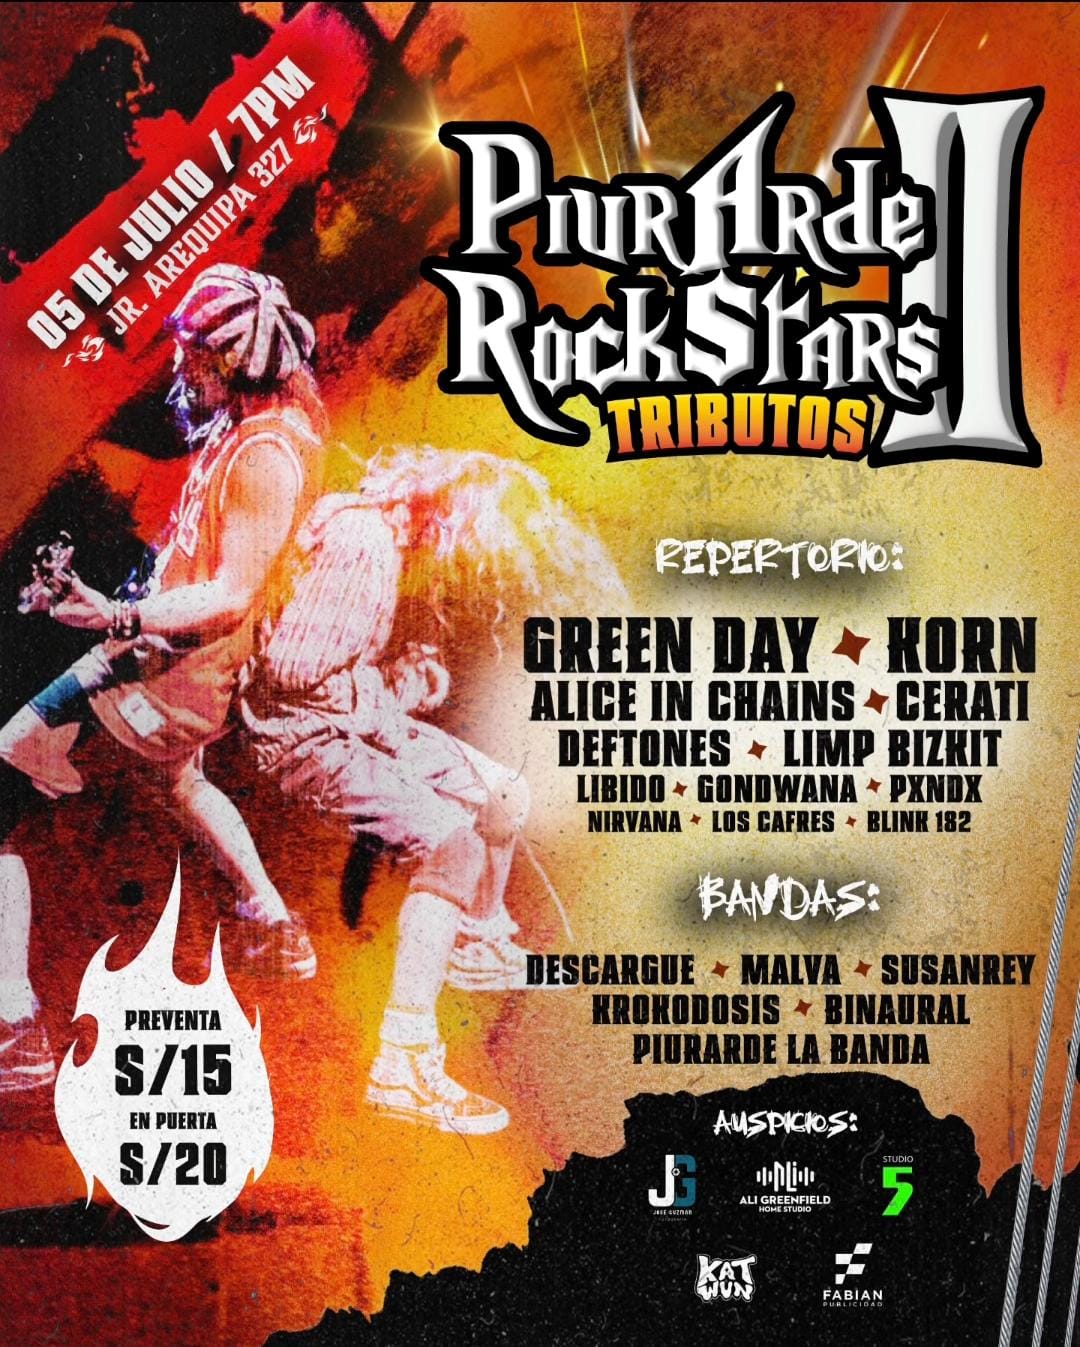 05 DE JULIO / 7PM
JR. AREQUIPA 327
PIURARDE II
ROCKSTARS
TRIBUTOS
REPERTORIO:
GREEN DAY ✦ KORN
ALICE IN CHAINS ✦ CERATI
DEFTONES ✦ LIMP BIZKIT
LIBIDO ✦ GONDWANA ✦ PXNDX
NIRVANA ✦ LOS CAFRES ✦ BLINK 182
BANDAS:
DESCARGUE ✦ MALVA ✦ SUSANREY
KROKODOSIS ✦ BINAURAL
PIURARDE LA BANDA
PREVENTA
S/15
EN PUERTA
S/20
AUSPICIOS:
JG
JOSÉ GUZMÁN
ALI GREENFIELD
HOME STUDIO
STUDIO
5
KAT
WUN
FABIAN
PUBLICIDAD